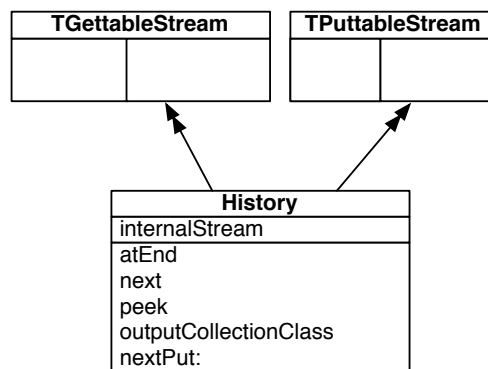 TGettableStream
TPuttableStream
History
internalStream
atEnd
next
peek
outputCollectionClass
nextPut: